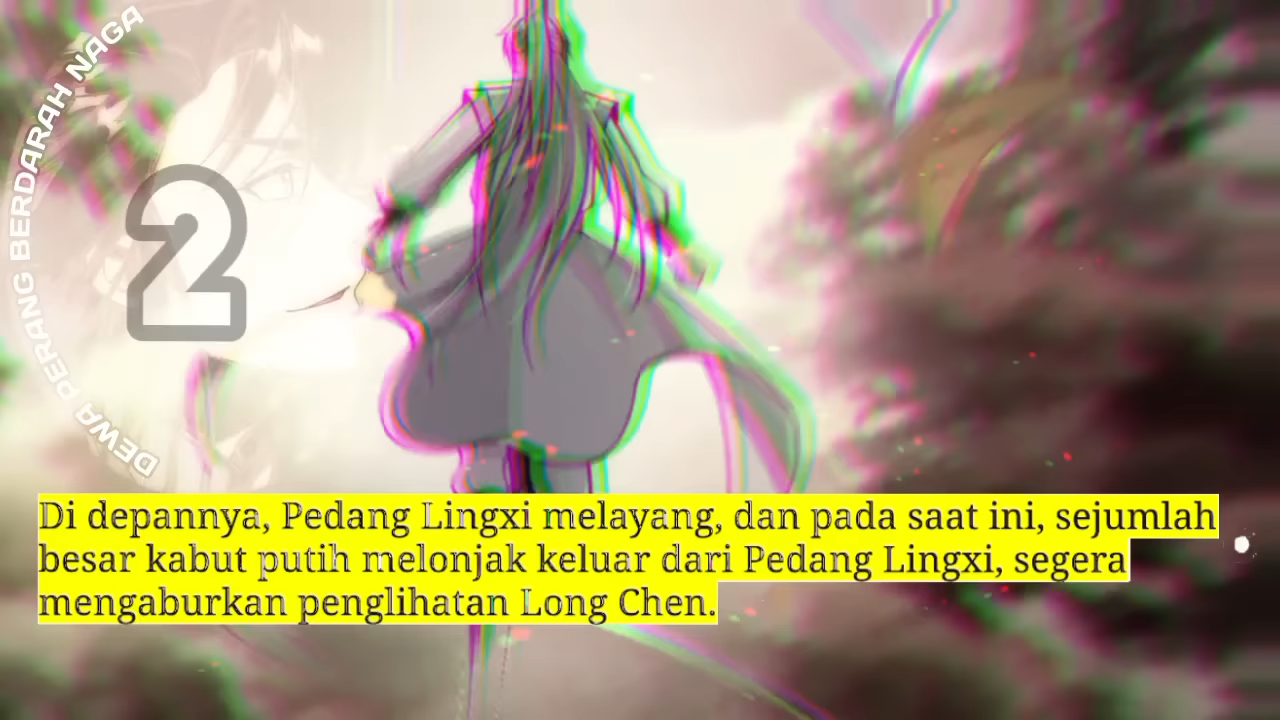 DEWA PERANG BERDARAH NAGA
2
Di depannya, Pedang Lingxi melayang, dan pada saat ini, sejumlah
besar kabut putih melonjak keluar dari Pedang Lingxi, segera
mengaburkan penglihatan Long Chen.